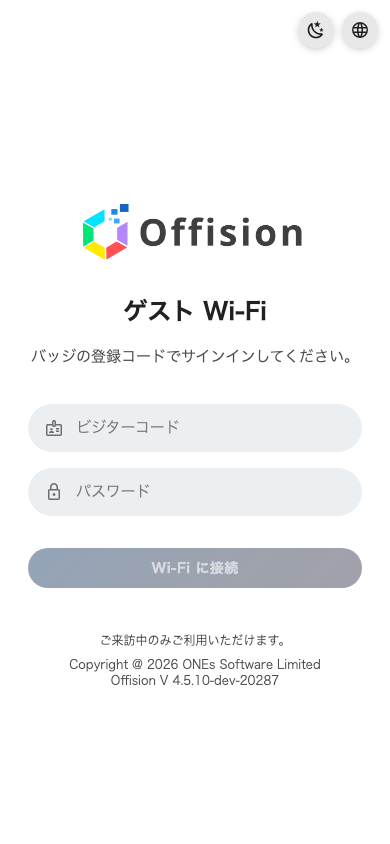 Offision
ゲスト Wi-Fi
バッジの登録コードでサインインしてください。
ビジターコード
パスワード
Wi-Fi に接続
ご来訪中のみご利用いただけます。
Copyright @ 2026 ONEs Software Limited
Offision V 4.5.10-dev-20287